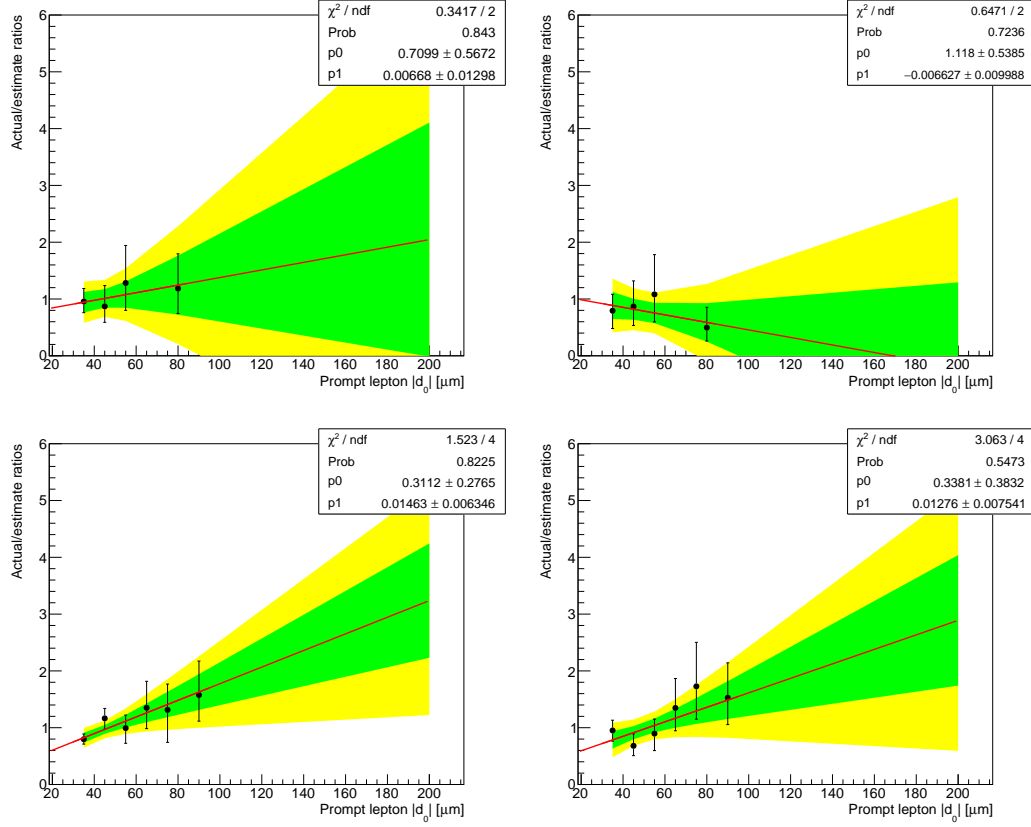 χ² / ndf 0.3417 / 2
Prob 0.843
p0 0.7099 ± 0.5672
p1 0.00668 ± 0.01298
Actual/estimate ratios
6
5
4
3
2
1
0
20 40 60 80 100 120 140 160 180 200
Prompt lepton |d₀| [μm]
χ² / ndf 0.6471 / 2
Prob 0.7236
p0 1.118 ± 0.5385
p1 −0.006627 ± 0.009988
Actual/estimate ratios
6
5
4
3
2
1
0
20 40 60 80 100 120 140 160 180 200
Prompt lepton |d₀| [μm]
χ² / ndf 1.523 / 4
Prob 0.8225
p0 0.3112 ± 0.2765
p1 0.01463 ± 0.006346
Actual/estimate ratios
6
5
4
3
2
1
0
20 40 60 80 100 120 140 160 180 200
Prompt lepton |d₀| [μm]
χ² / ndf 3.063 / 4
Prob 0.5473
p0 0.3381 ± 0.3832
p1 0.01276 ± 0.007541
Actual/estimate ratios
6
5
4
3
2
1
0
20 40 60 80 100 120 140 160 180 200
Prompt lepton |d₀| [μm]